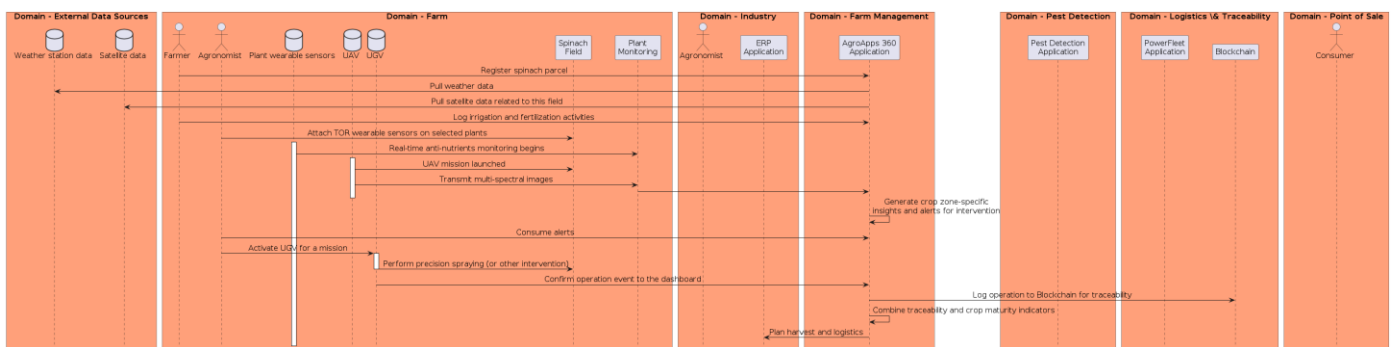 Domain - External Data Sources
Domain - Farm
Domain - Industry
Domain - Farm Management
Domain - Pest Detection
Domain - Logistics \& Traceability
Domain - Point of Sale
Weather station data
Satellite data
Farmer
Agronomist
Plant wearable sensors
UAV
UGV
Spinach
Field
Plant
Monitoring
Agronomist
ERP
Application
AgroApps 360
Application
Pest Detection
Application
PowerFleet
Application
Blockchain
Consumer
Register spinach parcel
Pull weather data
Pull satellite data related to this field
Log irrigation and fertilization activities
Attach TOR wearable sensors on selected plants
Real-time anti-nutrients monitoring begins
UAV mission launched
Transmit multi-spectral images
Generate crop zone-specific
insights and alerts for intervention
Consume alerts
Activate UGV for a mission
Perform precision spraying (or other intervention)
Confirm operation event to the dashboard
Log operation to Blockchain for traceability
Combine traceability and crop maturity indicators
Plan harvest and logistics